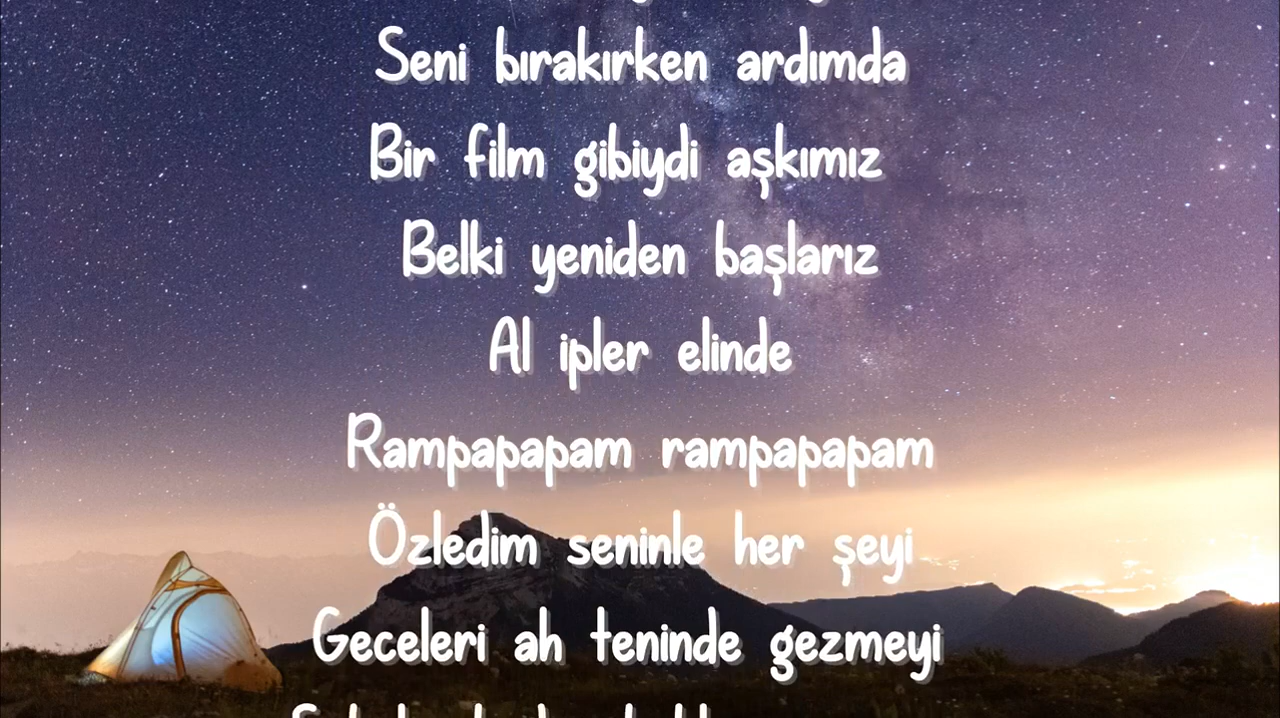 Seni bırakırken ardımda
Bir film gibiydi aşkımız
Belki yeniden başlarız
Al ipler elinde
Rampapapam rampapapam
Özledim seninle her şeyi
Geceleri ah teninde gezmeyi